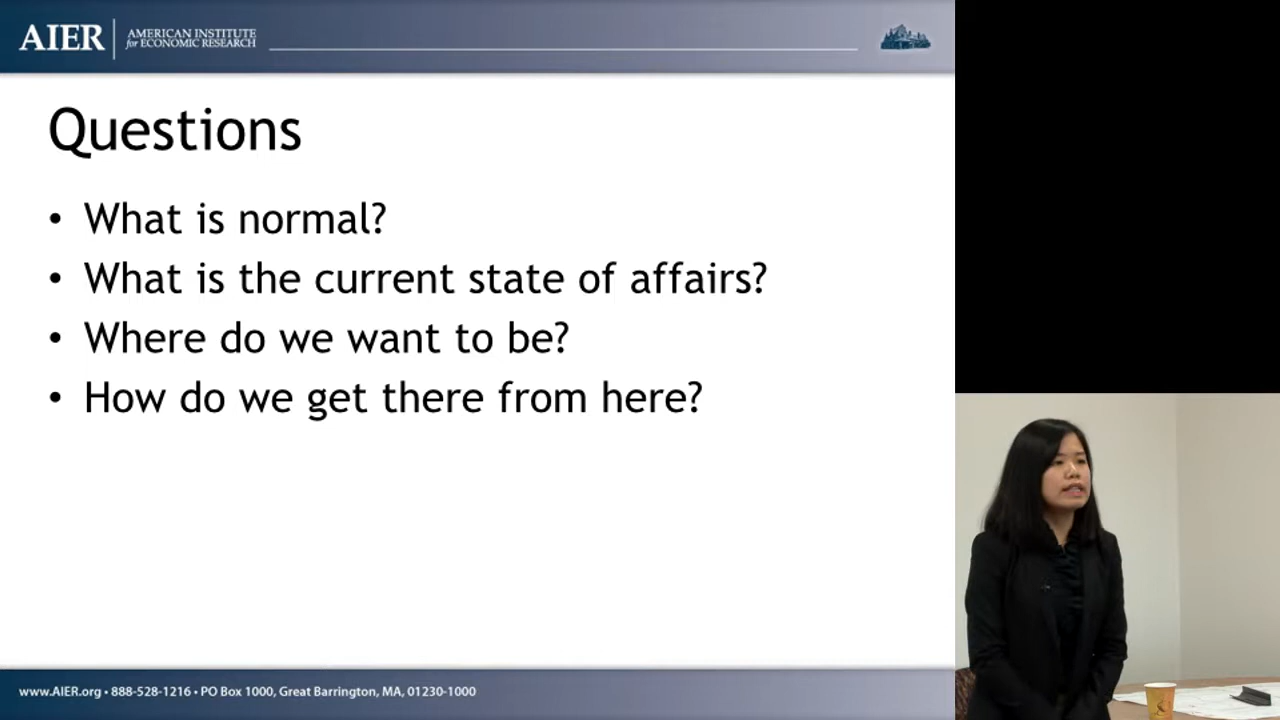 AIER
AMERICAN INSTITUTE
for ECONOMIC RESEARCH
Questions
• What is normal?
• What is the current state of affairs?
• Where do we want to be?
• How do we get there from here?
www.AIER.org • 888-528-1216 • PO Box 1000, Great Barrington, MA, 01230-1000